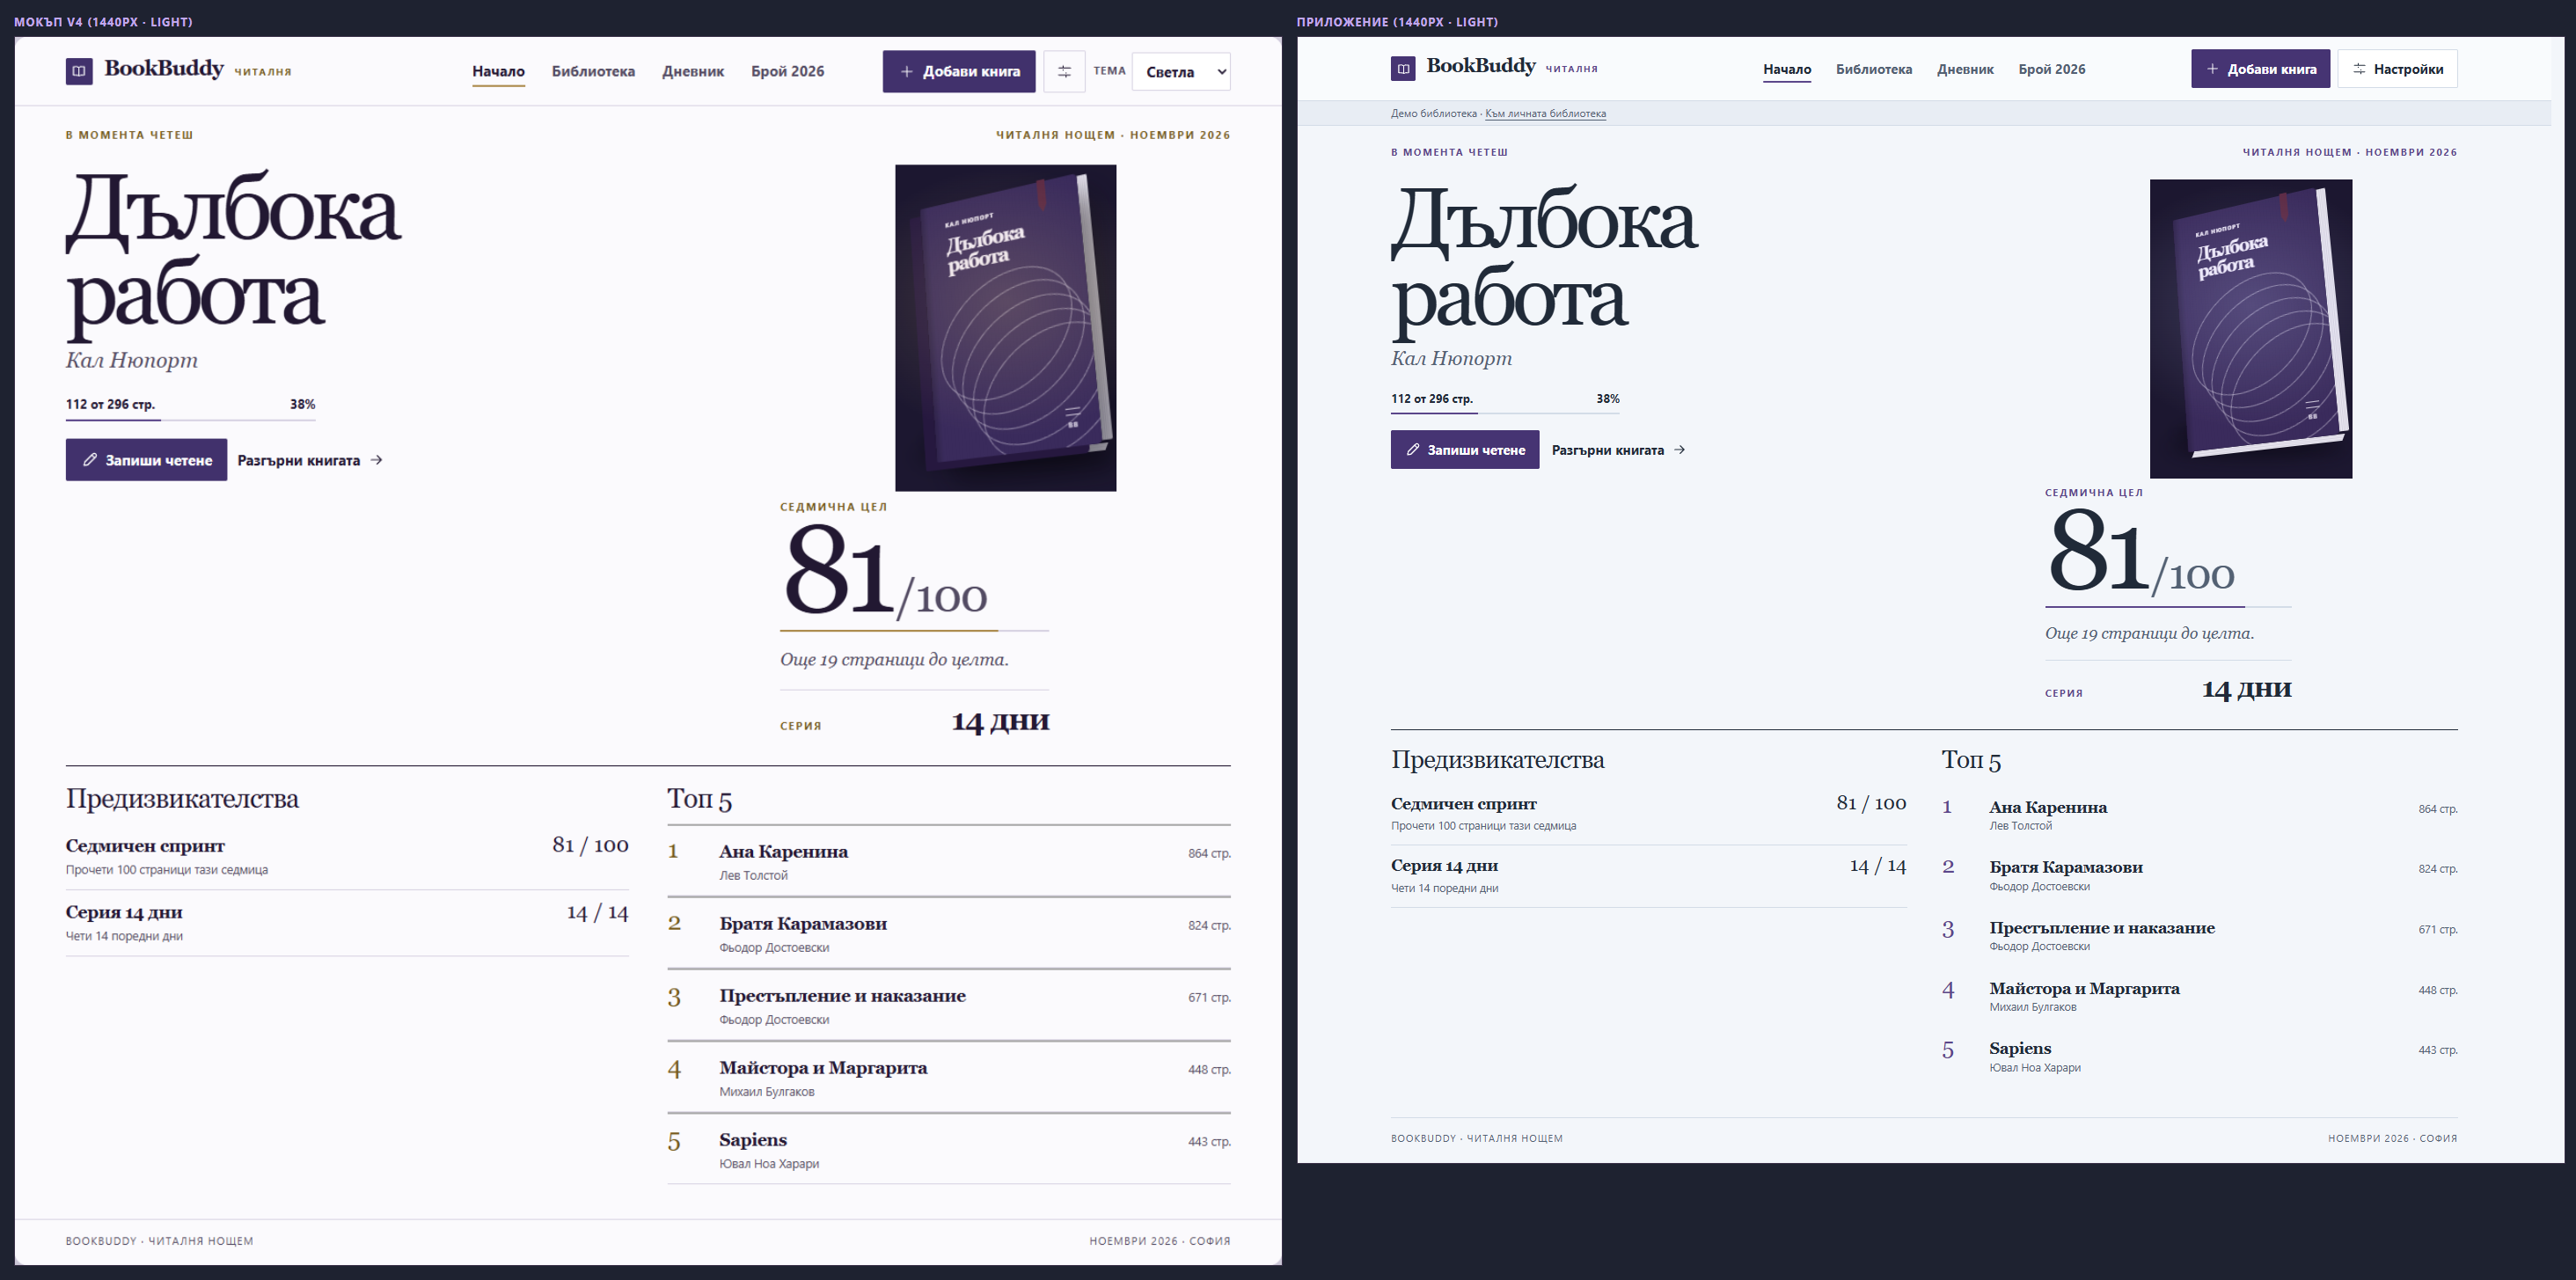 МОКЪП V4 (1440PX · LIGHT)
BookBuddy ЧИТАЛНЯ
Начало Библиотека Дневник Брой 2026
Добави книга ТЕМА Светла
В МОМЕНТА ЧЕТЕШ
ЧИТАЛНЯ НОЩЕМ · НОЕМВРИ 2026
Дълбока
работа
Кал Нюпорт
112 от 296 стр. 38%
Запиши четене Разгърни книгата →
КАЛ НЮПОРТ
Дълбока
работа
СЕДМИЧНА ЦЕЛ
81/100
Още 19 страници до целта.
СЕРИЯ 14 дни
Предизвикателства
Седмичен спринт 81 / 100
Прочети 100 страници тази седмица
Серия 14 дни 14 / 14
Чети 14 поредни дни
Топ 5
1 Ана Каренина 864 стр.
Лев Толстой
2 Братя Карамазови 824 стр.
Фьодор Достоевски
3 Престъпление и наказание 671 стр.
Фьодор Достоевски
4 Майстора и Маргарита 448 стр.
Михаил Булгаков
5 Sapiens 443 стр.
Ювал Ноа Харари
BOOKBUDDY · ЧИТАЛНЯ НОЩЕМ
НОЕМВРИ 2026 · СОФИЯ
ПРИЛОЖЕНИЕ (1440PX · LIGHT)
BookBuddy ЧИТАЛНЯ
Начало Библиотека Дневник Брой 2026
Добави книга Настройки
Демо библиотека · Към личната библиотека
В МОМЕНТА ЧЕТЕШ
ЧИТАЛНЯ НОЩЕМ · НОЕМВРИ 2026
Дълбока
работа
Кал Нюпорт
112 от 296 стр. 38%
Запиши четене Разгърни книгата →
КАЛ НЮПОРТ
Дълбока
работа
СЕДМИЧНА ЦЕЛ
81/100
Още 19 страници до целта.
СЕРИЯ 14 дни
Предизвикателства
Седмичен спринт 81 / 100
Прочети 100 страници тази седмица
Серия 14 дни 14 / 14
Чети 14 поредни дни
Топ 5
1 Ана Каренина 864 стр.
Лев Толстой
2 Братя Карамазови 824 стр.
Фьодор Достоевски
3 Престъпление и наказание 671 стр.
Фьодор Достоевски
4 Майстора и Маргарита 448 стр.
Михаил Булгаков
5 Sapiens 443 стр.
Ювал Ноа Харари
BOOKBUDDY · ЧИТАЛНЯ НОЩЕМ
НОЕМВРИ 2026 · СОФИЯ